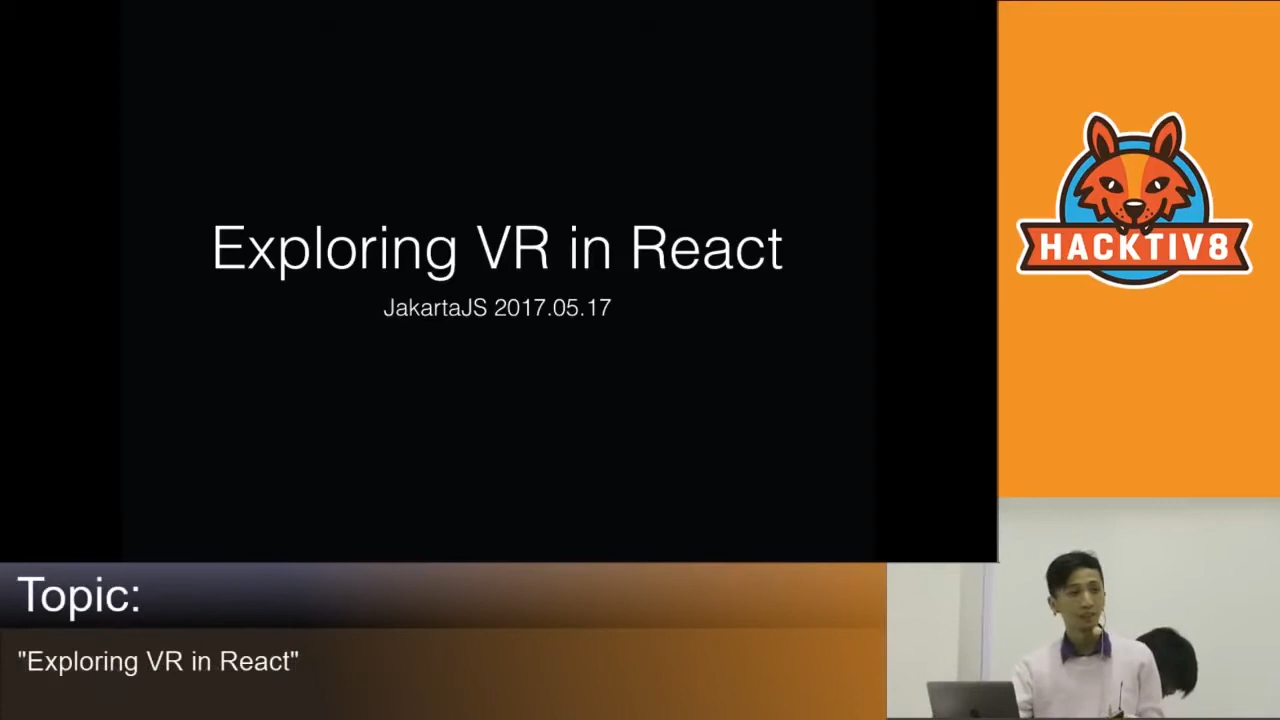 Exploring VR in React
JakartaJS 2017.05.17
HACKTIV8
Topic:
"Exploring VR in React"